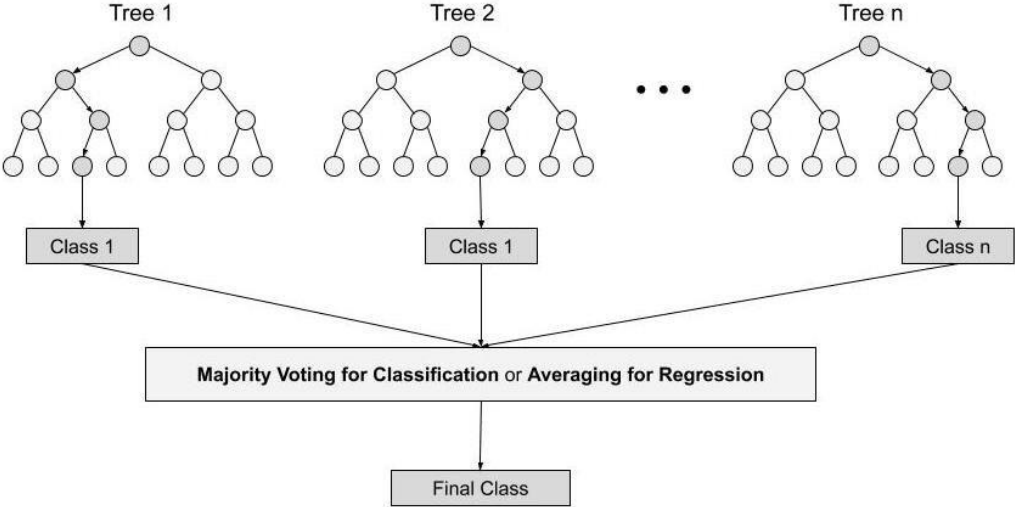 Tree 1
Tree 2
Tree n
Class 1
Class 1
Class n
Majority Voting for Classification or Averaging for Regression
Final Class